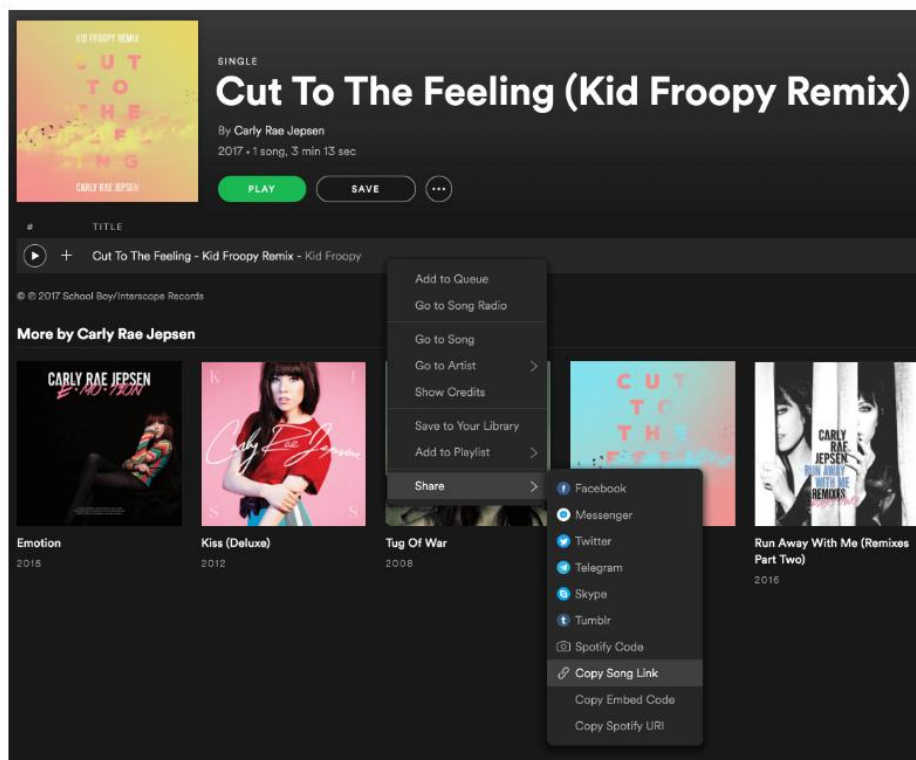 KID FROOPY REMIX
CUT
TO
THE
FEE
ING
CARLY RAE JEPSEN
SINGLE
Cut To The Feeling (Kid Froopy Remix)
By Carly Rae Jepsen
2017 • 1 song, 3 min 13 sec
PLAY
SAVE
# TITLE
Cut To The Feeling - Kid Froopy Remix - Kid Froopy
© ℗ 2017 School Boy/Interscope Records
More by Carly Rae Jepsen
Add to Queue
Go to Song Radio
Go to Song
Go to Artist
Show Credits
Save to Your Library
Add to Playlist
Share
Facebook
Messenger
Twitter
Telegram
Skype
Tumblr
Spotify Code
Copy Song Link
Copy Embed Code
Copy Spotify URI
CARLY RAE JEPSEN
E•MO•TION
K I
Carly Rae Jepsen
S S
CUT
TO
THE
CARLY
RAE
JEPSEN
RUN AWAY
WITH ME
REMIXES
PART TWO
Emotion
2015
Kiss (Deluxe)
2012
Tug Of War
2008
Run Away With Me (Remixes
Part Two)
2016